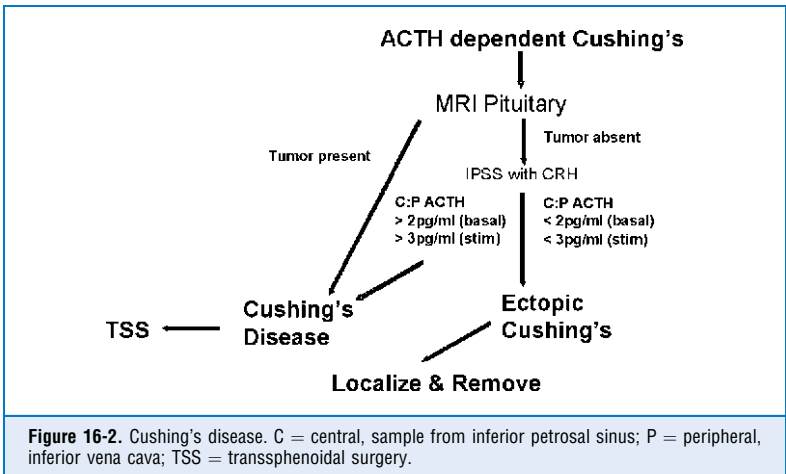 ACTH dependent Cushing's
MRI Pituitary
Tumor present
Tumor absent
IPSS with CRH
C:P ACTH
> 2pg/ml (basal)
> 3pg/ml (stim)
C:P ACTH
< 2pg/ml (basal)
< 3pg/ml (stim)
TSS
Cushing's
Disease
Ectopic
Cushing's
Localize & Remove
Figure 16-2. Cushing's disease. C = central, sample from inferior petrosal sinus; P = peripheral,
inferior vena cava; TSS = transsphenoidal surgery.